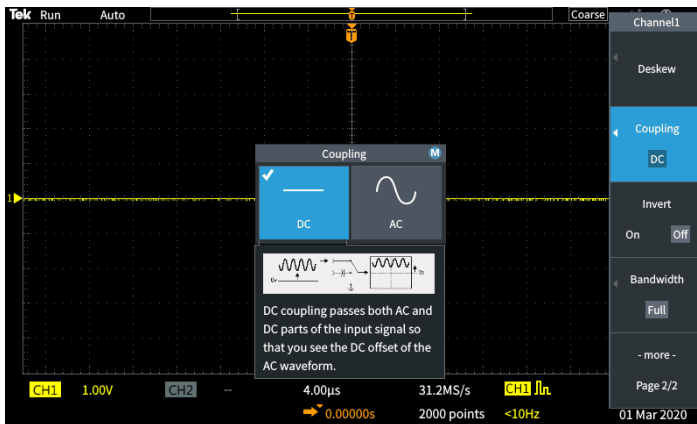 Tek Run Auto Coarse
Channel1
Deskew
Coupling
DC
Invert
On Off
Bandwidth
Full
- more -
Page 2/2
T
T
1
Coupling M
DC AC
0v
0v
DC coupling passes both AC and
DC parts of the input signal so
that you see the DC offset of the
AC waveform.
CH1 1.00V CH2 -- 4.00µs 31.2MS/s CH1
0.00000s 2000 points <10Hz 01 Mar 2020